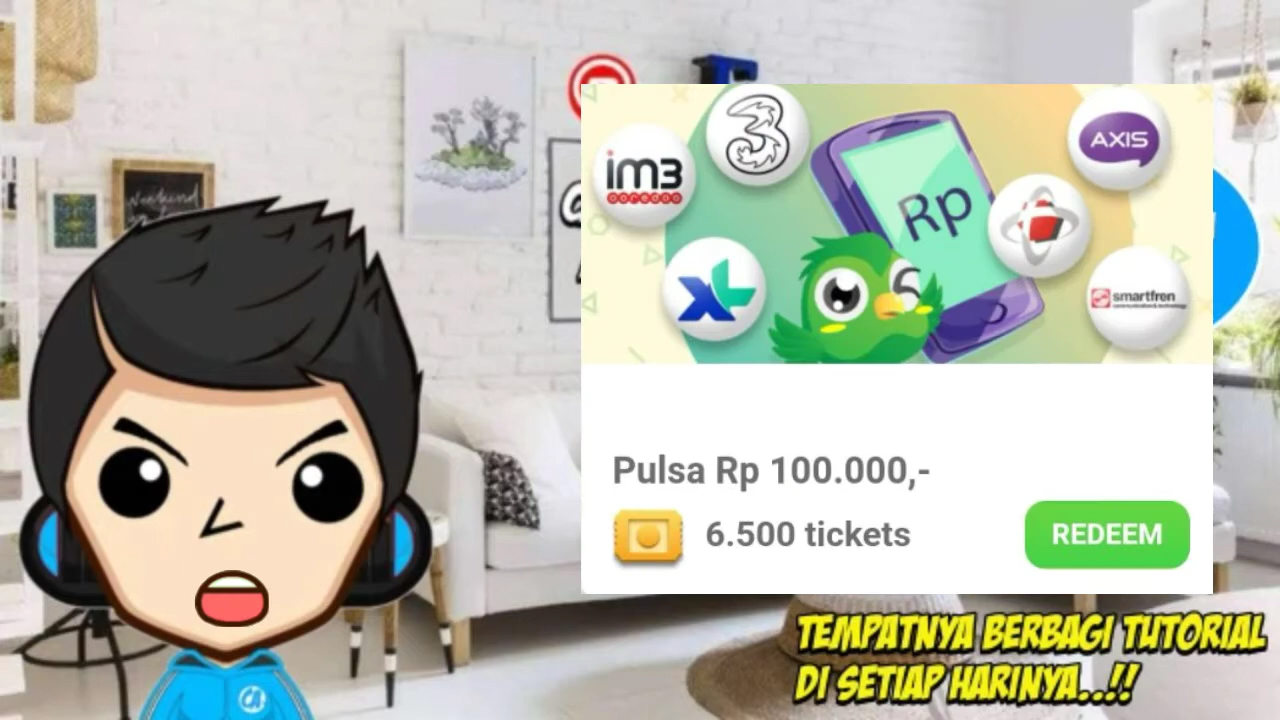 weekend
3
im3
ooredoo
AXIS
Rp
XL
smartfren
Pulsa Rp 100.000,-
6.500 tickets
REDEEM
TEMPATNYA BERBAGI TUTORIAL
DI SETIAP HARINYA..!!